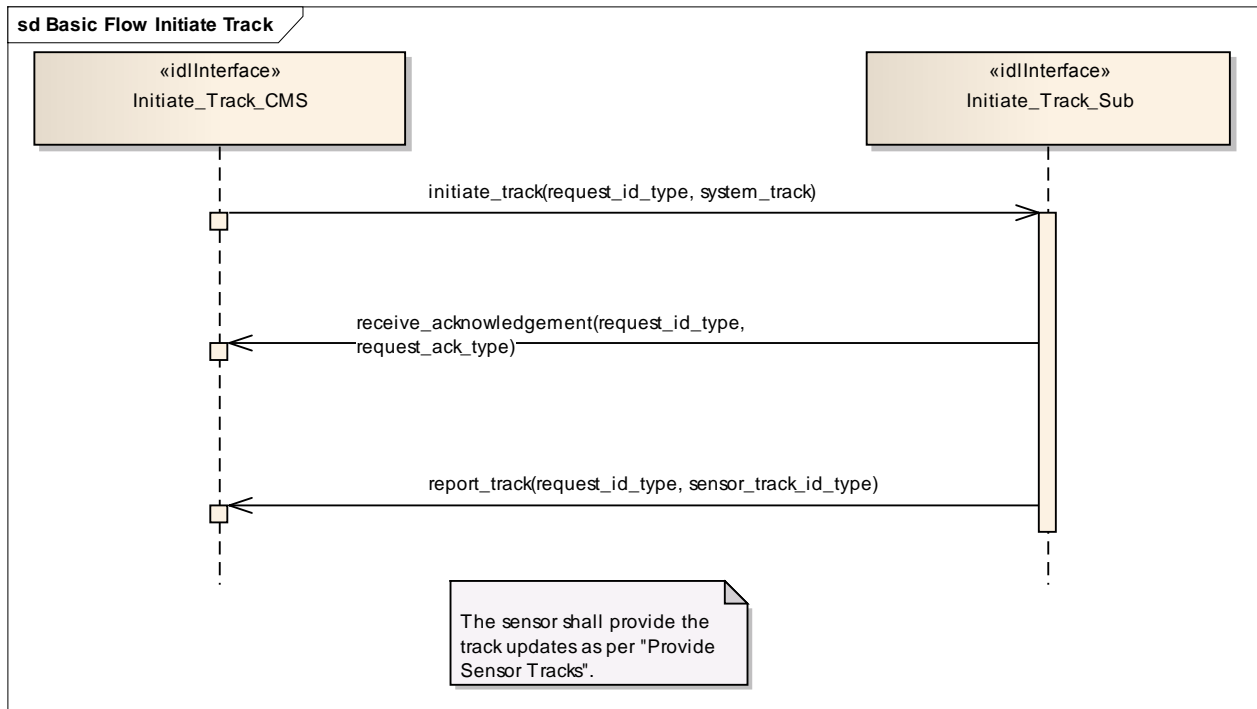 sd Basic Flow Initiate Track
«idlInterface»
Initiate_Track_CMS
«idlInterface»
Initiate_Track_Sub
initiate_track(request_id_type, system_track)
receive_acknowledgement(request_id_type,
request_ack_type)
report_track(request_id_type, sensor_track_id_type)
The sensor shall provide the
track updates as per "Provide
Sensor Tracks".